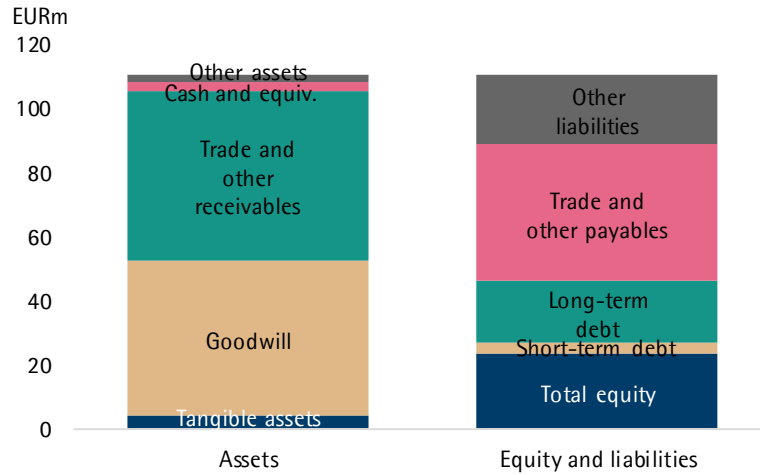 EURm
120
100
80
60
40
20
0
Other assets
Cash and equiv.
Trade and
other
receivables
Goodwill
Tangible assets
Other
liabilities
Trade and
other payables
Long-term
debt
Short-term debt
Total equity
Assets
Equity and liabilities